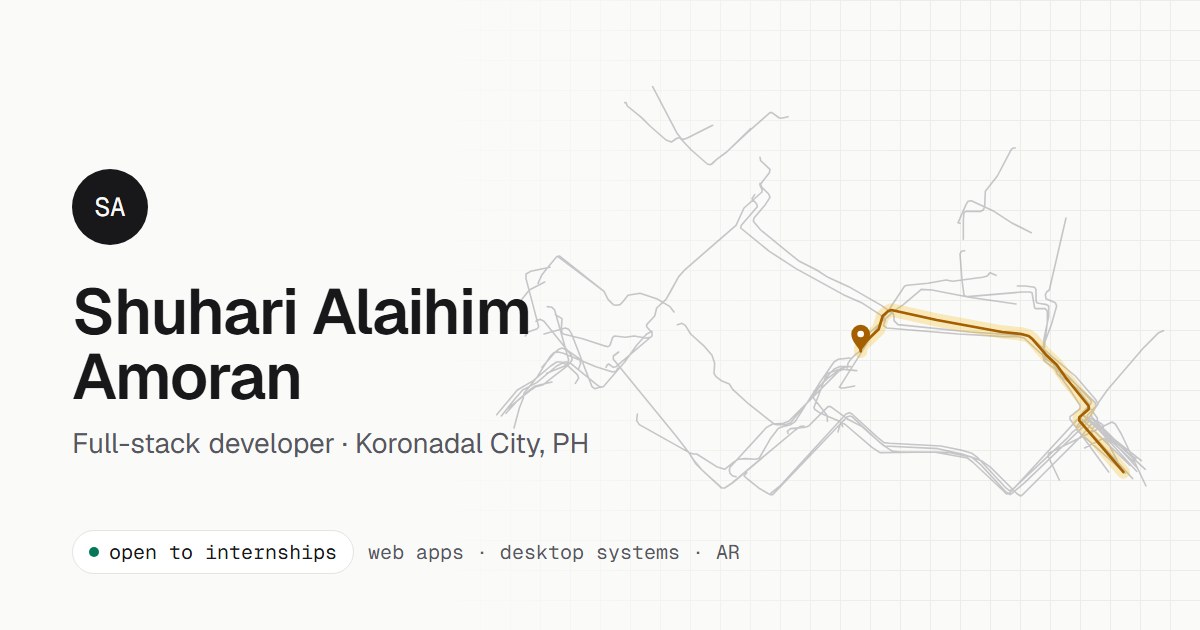 SA
Shuhari Alaihim
Amoran
Full-stack developer · Koronadal City, PH
open to internships web apps · desktop systems · AR